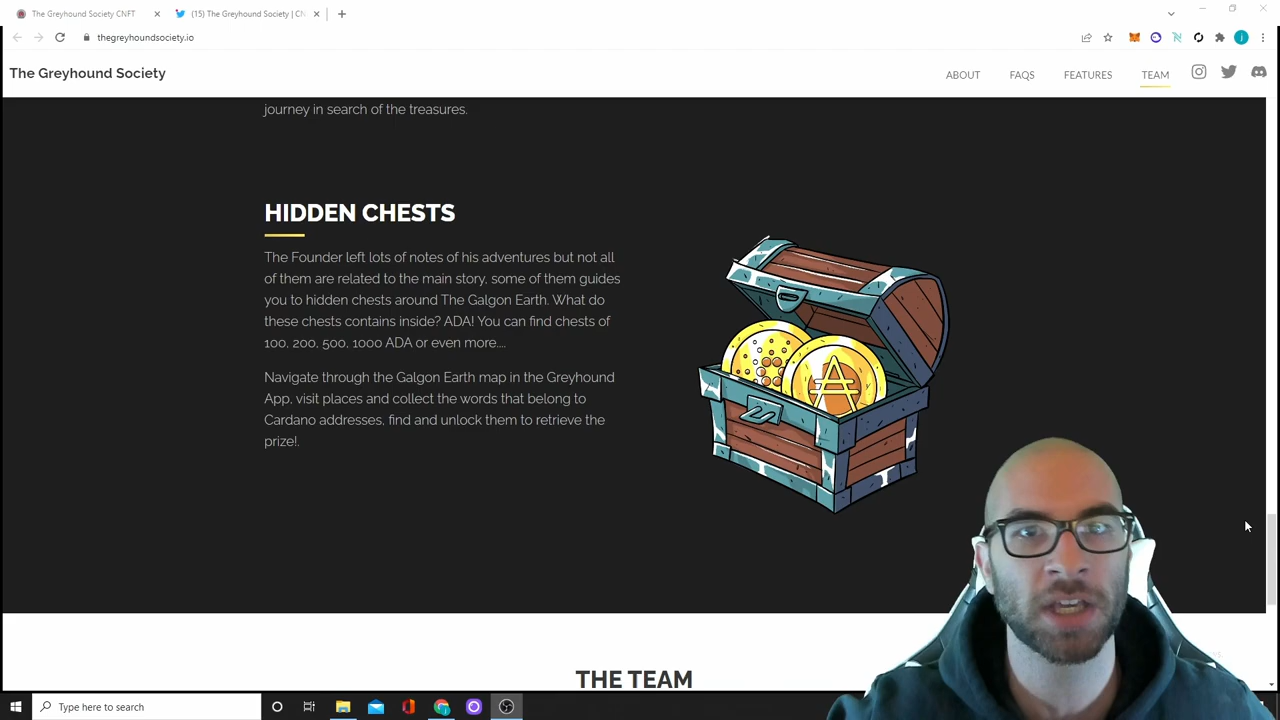 The Greyhound Society CNFT
(15) The Greyhound Society | CN
thegreyhoundsociety.io
The Greyhound Society
ABOUT
FAQS
FEATURES
TEAM
journey in search of the treasures.
HIDDEN CHESTS
The Founder left lots of notes of his adventures but not all
of them are related to the main story, some of them guides
you to hidden chests around The Galgon Earth. What do
these chests contains inside? ADA! You can find chests of
100, 200, 500, 1000 ADA or even more....
Navigate through the Galgon Earth map in the Greyhound
App, visit places and collect the words that belong to
Cardano addresses, find and unlock them to retrieve the
prize!.
THE TEAM
Type here to search